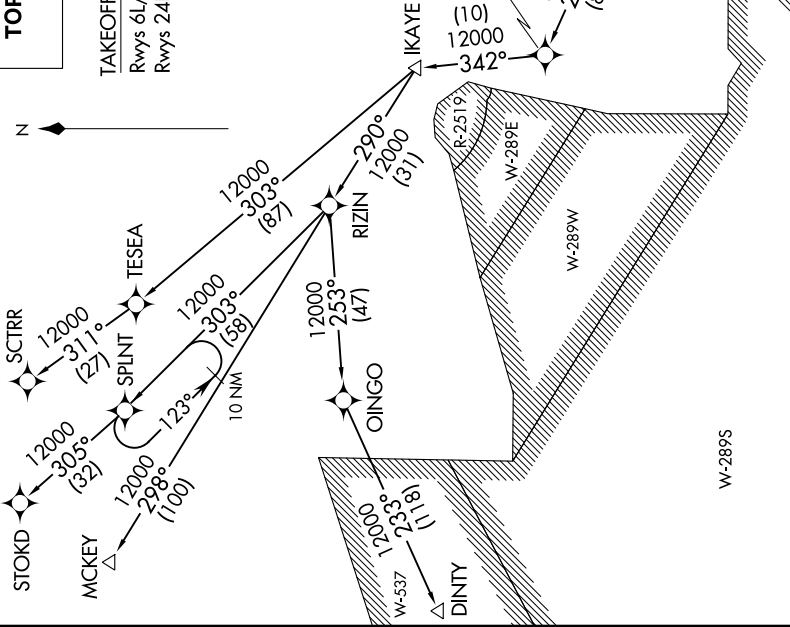 TOP
TAKEOFF
Rwys 6L/
Rwys 24
N
IKAYE
(10)
12000
342°
R-2519
W-289E
W-289W
W-289S
290°
12000
(31)
RIZIN
12000
303°
(87)
TESEA
12000
311°
(27)
SCTRR
12000
303°
(58)
SPLNT
123°
10 NM
12000
305°
(32)
STOKD
12000
298°
(100)
MCKEY
12000
253°
(47)
OINGO
12000
233°
(118)
DINTY
W-537